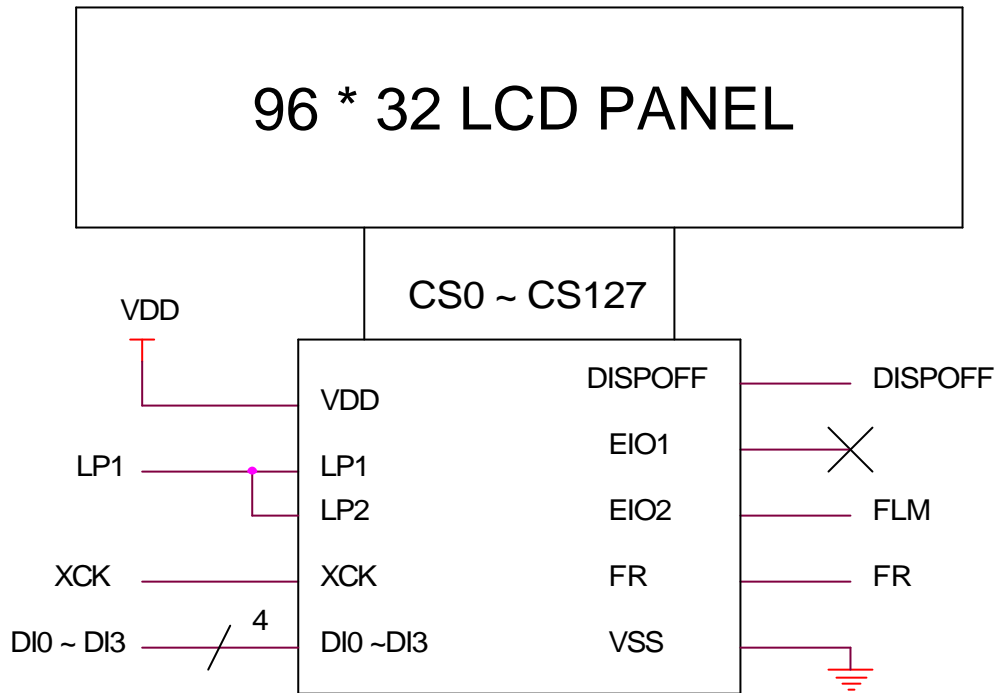 96 * 32 LCD PANEL
CS0 ~ CS127
VDD
VDD
DISPOFF
DISPOFF
EIO1
LP1
LP1
LP2
EIO2
FLM
XCK
XCK
FR
FR
4
DI0 ~ DI3
DI0 ~DI3
VSS